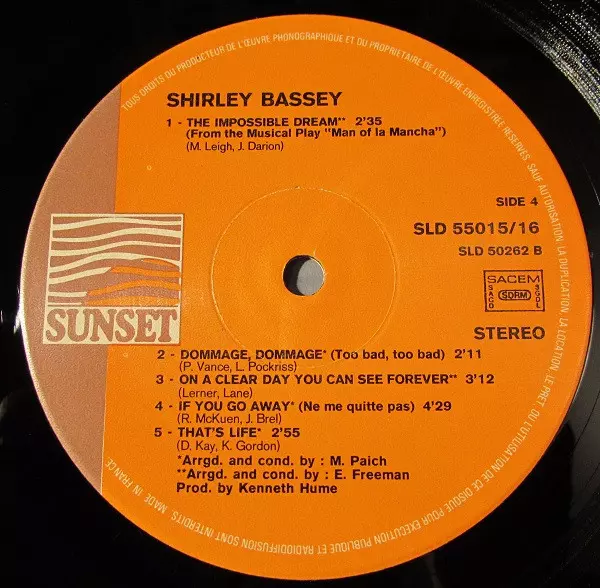 TOUS DROITS DU PRODUCTEUR DE L'ŒUVRE PHONOGRAPHIQUE ET DU PROPRIETAIRE DE L'ŒUVRE ENREGISTREE RESERVES. SAUF AUTORISATION, LA DUPLICATION, LA LOCATION, LE PRET OU L'UTILISATION DE CE DISQUE POUR EXECUTION PUBLIQUE ET RADIODIFFUSION SONT INTERDITS. MADE IN FRANCE
SHIRLEY BASSEY
1 - THE IMPOSSIBLE DREAM** 2'35
(From the Musical Play "Man of la Mancha")
(M. Leigh, J. Darion)
SIDE 4
SLD 55015/16
SLD 50262 B
SACEM
SACD
SDRM
SGDL
SUNSET
STEREO
2 - DOMMAGE, DOMMAGE* (Too bad, too bad) 2'11
(P. Vance, L. Pockriss)
3 - ON A CLEAR DAY YOU CAN SEE FOREVER** 3'12
(Lerner, Lane)
4 - IF YOU GO AWAY* (Ne me quitte pas) 4'29
(R. McKuen, J. Brel)
5 - THAT'S LIFE* 2'55
(D. Kay, K. Gordon)
*Arrgd. and cond. by : M. Paich
**Arrgd. and cond. by : E. Freeman
Prod. by Kenneth Hume